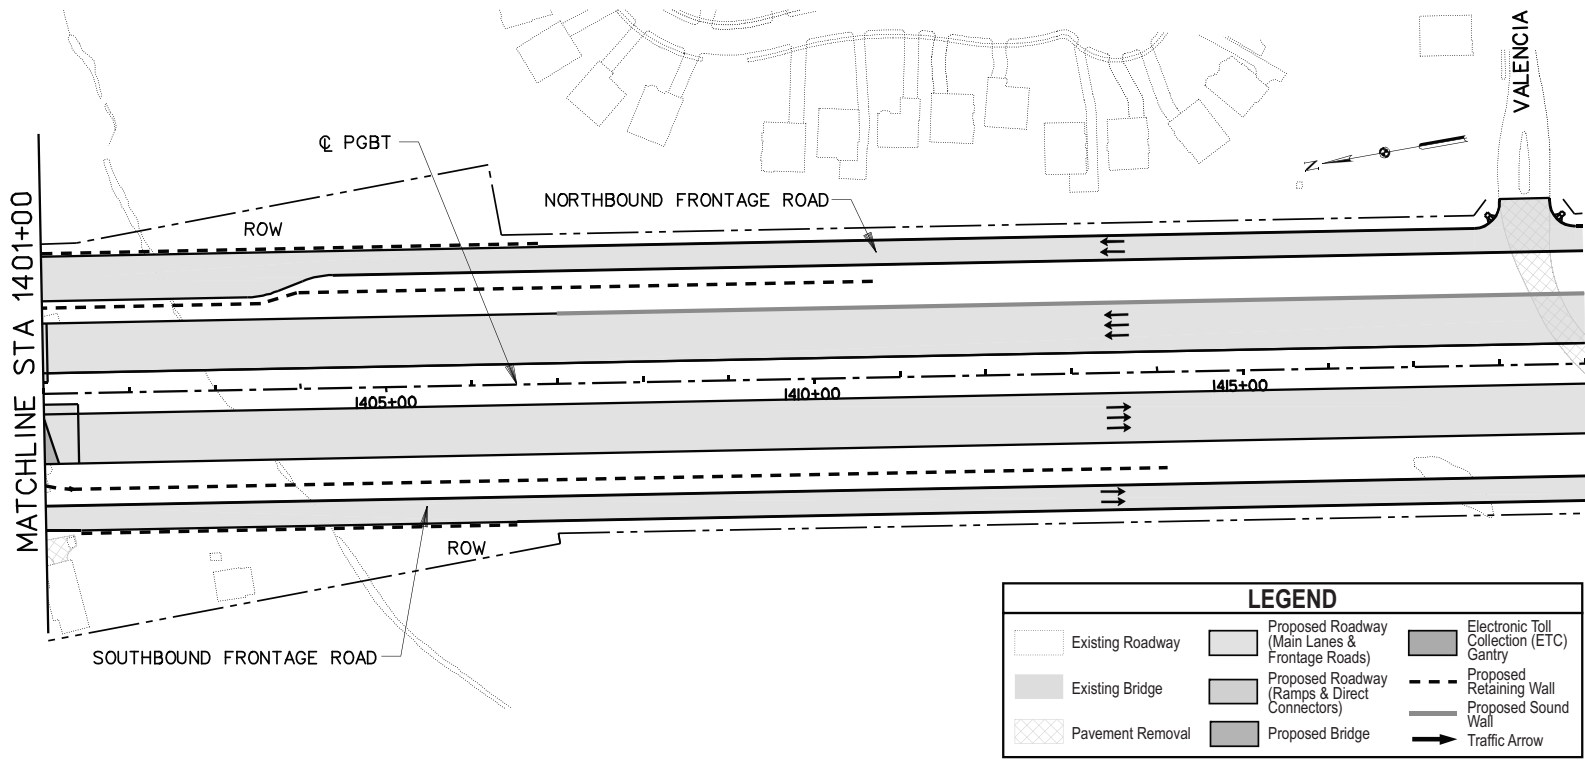 VALENCIA
℄ PGBT
N
MATCHLINE STA 1401+00
ROW
NORTHBOUND FRONTAGE ROAD
1405+00
1410+00
1415+00
ROW
SOUTHBOUND FRONTAGE ROAD
LEGEND
Existing Roadway
Existing Bridge
Pavement Removal
Proposed Roadway
(Main Lanes &
Frontage Roads)
Proposed Roadway
(Ramps & Direct
Connectors)
Proposed Bridge
Electronic Toll
Collection (ETC)
Gantry
Proposed
Retaining Wall
Proposed Sound
Wall
Traffic Arrow